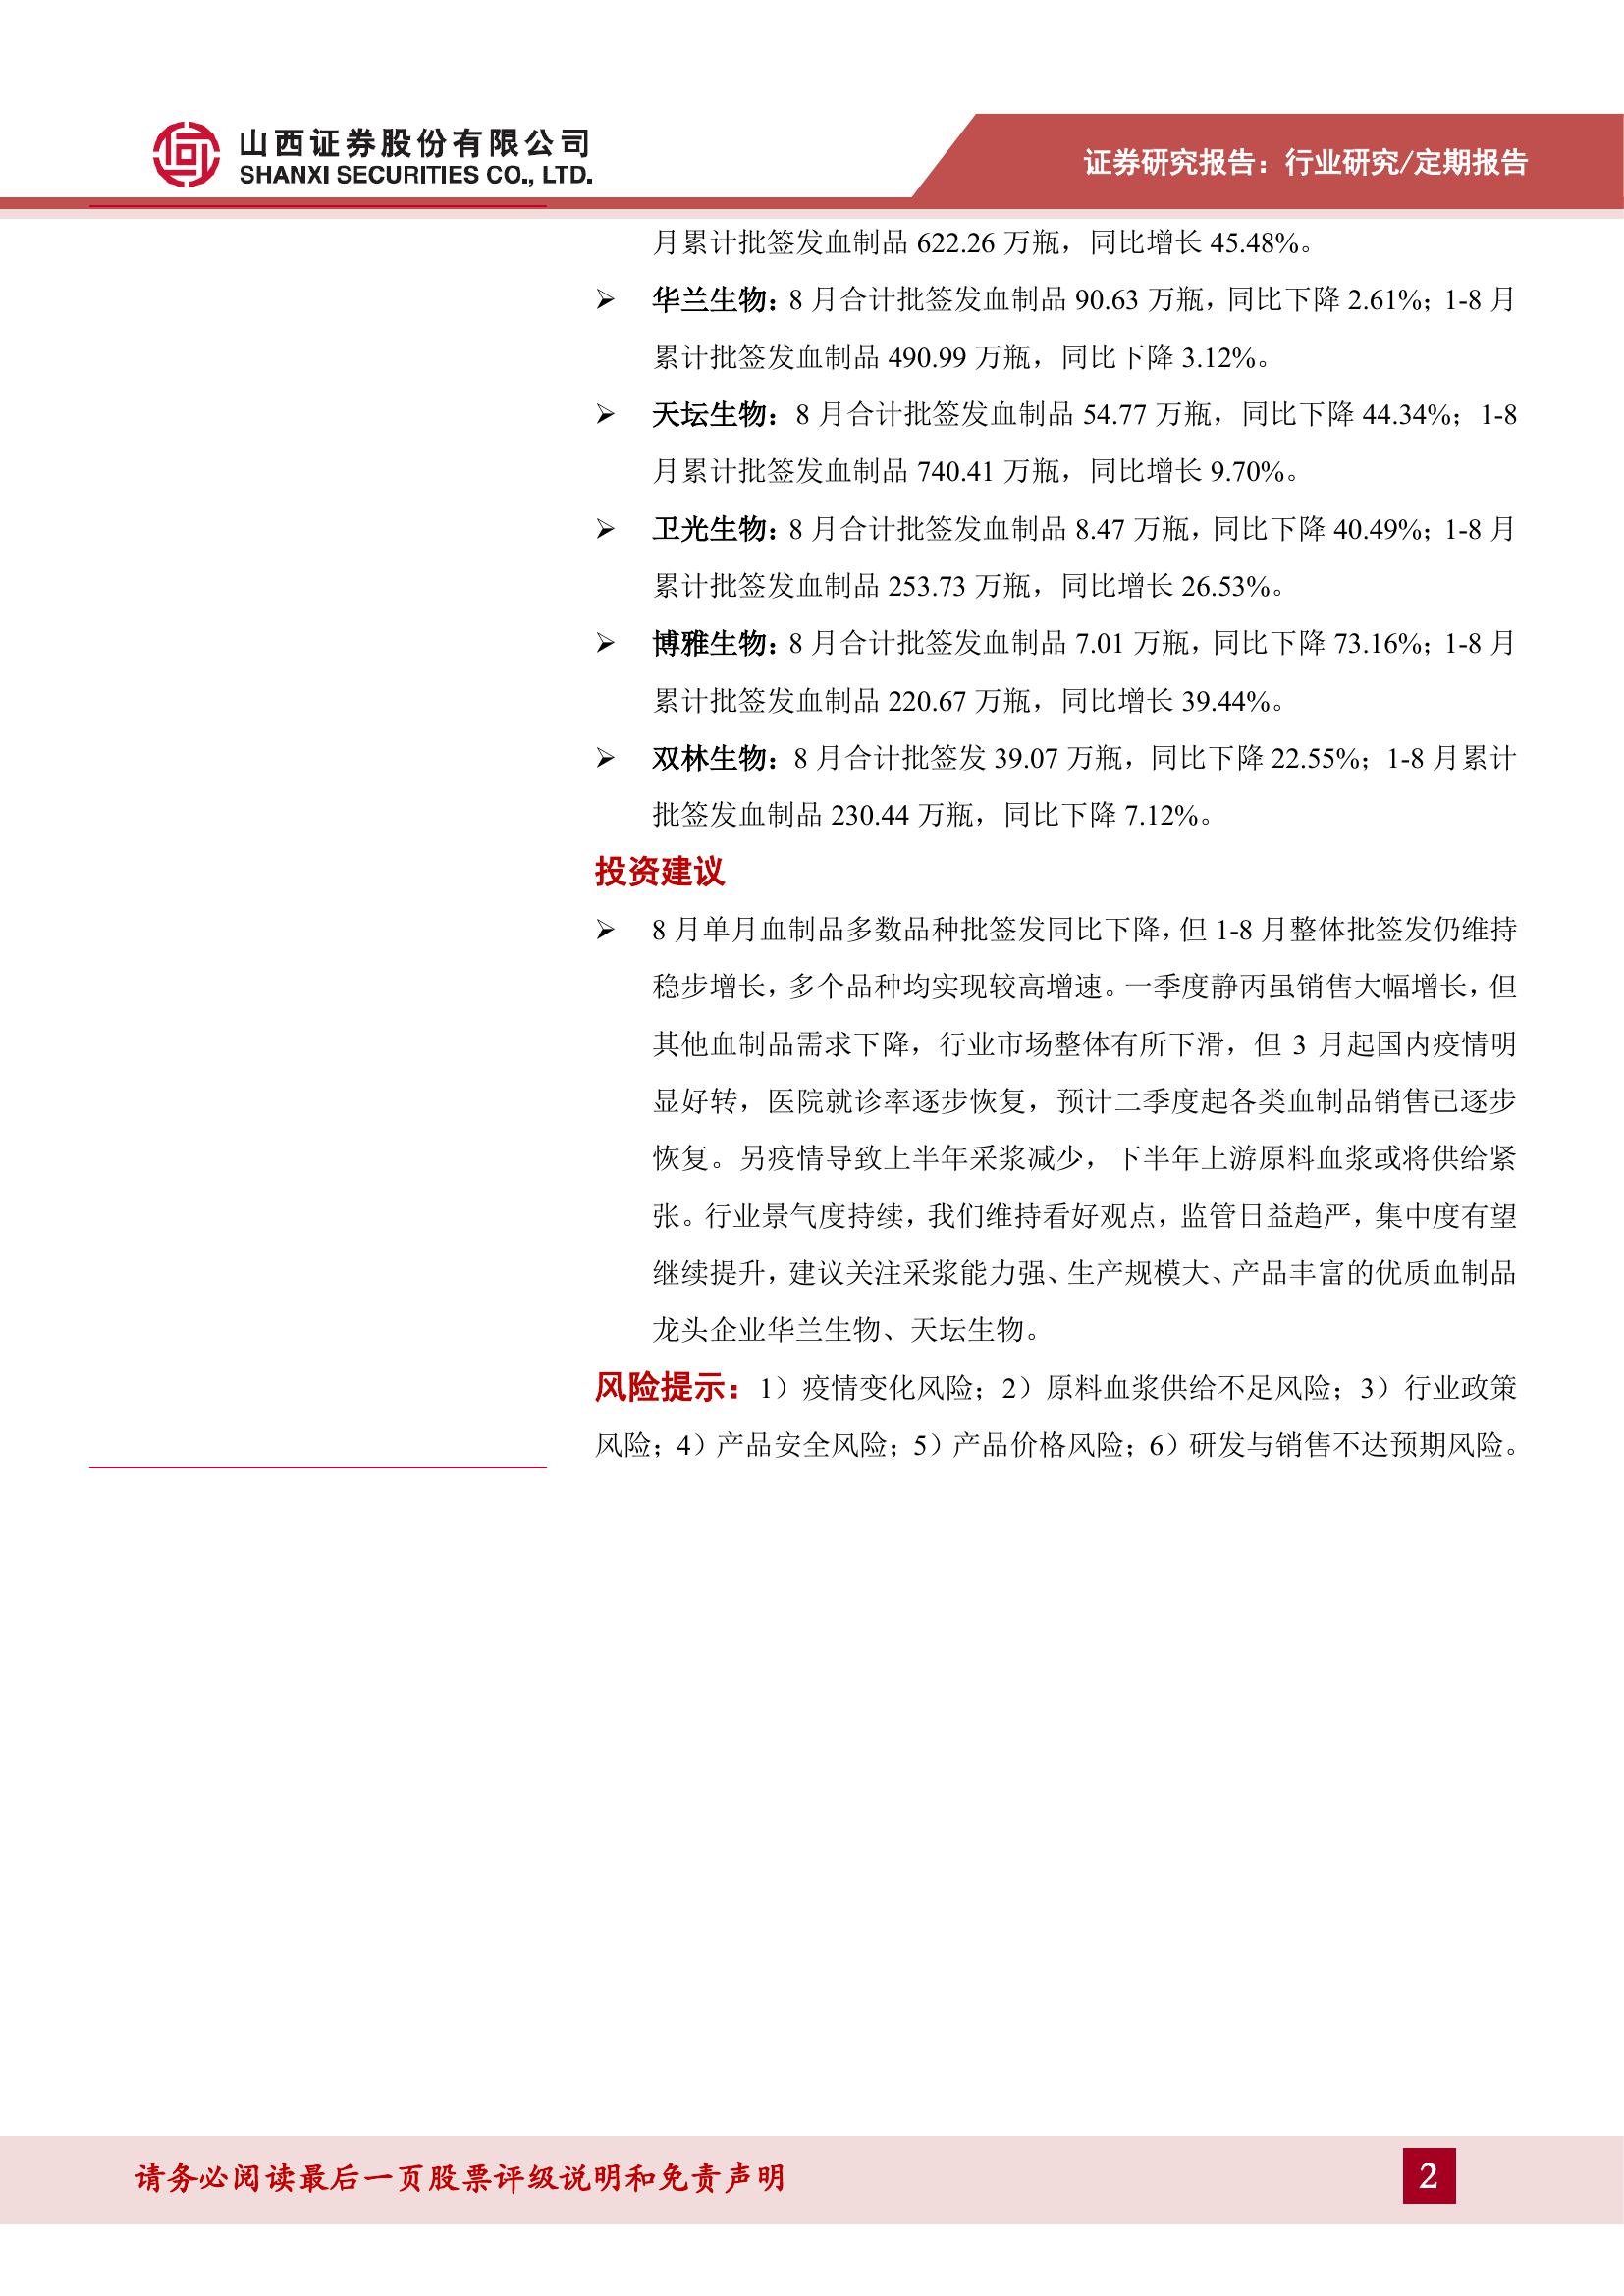 山西证券股份有限公司
SHANXI SECURITIES CO., LTD.
证券研究报告：行业研究/定期报告
月累计批签发血制品 622.26 万瓶，同比增长 45.48%。
➢ 华兰生物：8 月合计批签发血制品 90.63 万瓶，同比下降 2.61%；1-8 月
累计批签发血制品 490.99 万瓶，同比下降 3.12%。
➢ 天坛生物：8 月合计批签发血制品 54.77 万瓶，同比下降 44.34%；1-8
月累计批签发血制品 740.41 万瓶，同比增长 9.70%。
➢ 卫光生物：8 月合计批签发血制品 8.47 万瓶，同比下降 40.49%；1-8 月
累计批签发血制品 253.73 万瓶，同比增长 26.53%。
➢ 博雅生物：8 月合计批签发血制品 7.01 万瓶，同比下降 73.16%；1-8 月
累计批签发血制品 220.67 万瓶，同比增长 39.44%。
➢ 双林生物：8 月合计批签发 39.07 万瓶，同比下降 22.55%；1-8 月累计
批签发血制品 230.44 万瓶，同比下降 7.12%。
投资建议
➢ 8 月单月血制品多数品种批签发同比下降，但 1-8 月整体批签发仍维持
稳步增长，多个品种均实现较高增速。一季度静丙虽销售大幅增长，但
其他血制品需求下降，行业市场整体有所下滑，但 3 月起国内疫情明
显好转，医院就诊率逐步恢复，预计二季度起各类血制品销售已逐步
恢复。另疫情导致上半年采浆减少，下半年上游原料血浆或将供给紧
张。行业景气度持续，我们维持看好观点，监管日益趋严，集中度有望
继续提升，建议关注采浆能力强、生产规模大、产品丰富的优质血制品
龙头企业华兰生物、天坛生物。
风险提示：1）疫情变化风险；2）原料血浆供给不足风险；3）行业政策
风险；4）产品安全风险；5）产品价格风险；6）研发与销售不达预期风险。
请务必阅读最后一页股票评级说明和免责声明
2